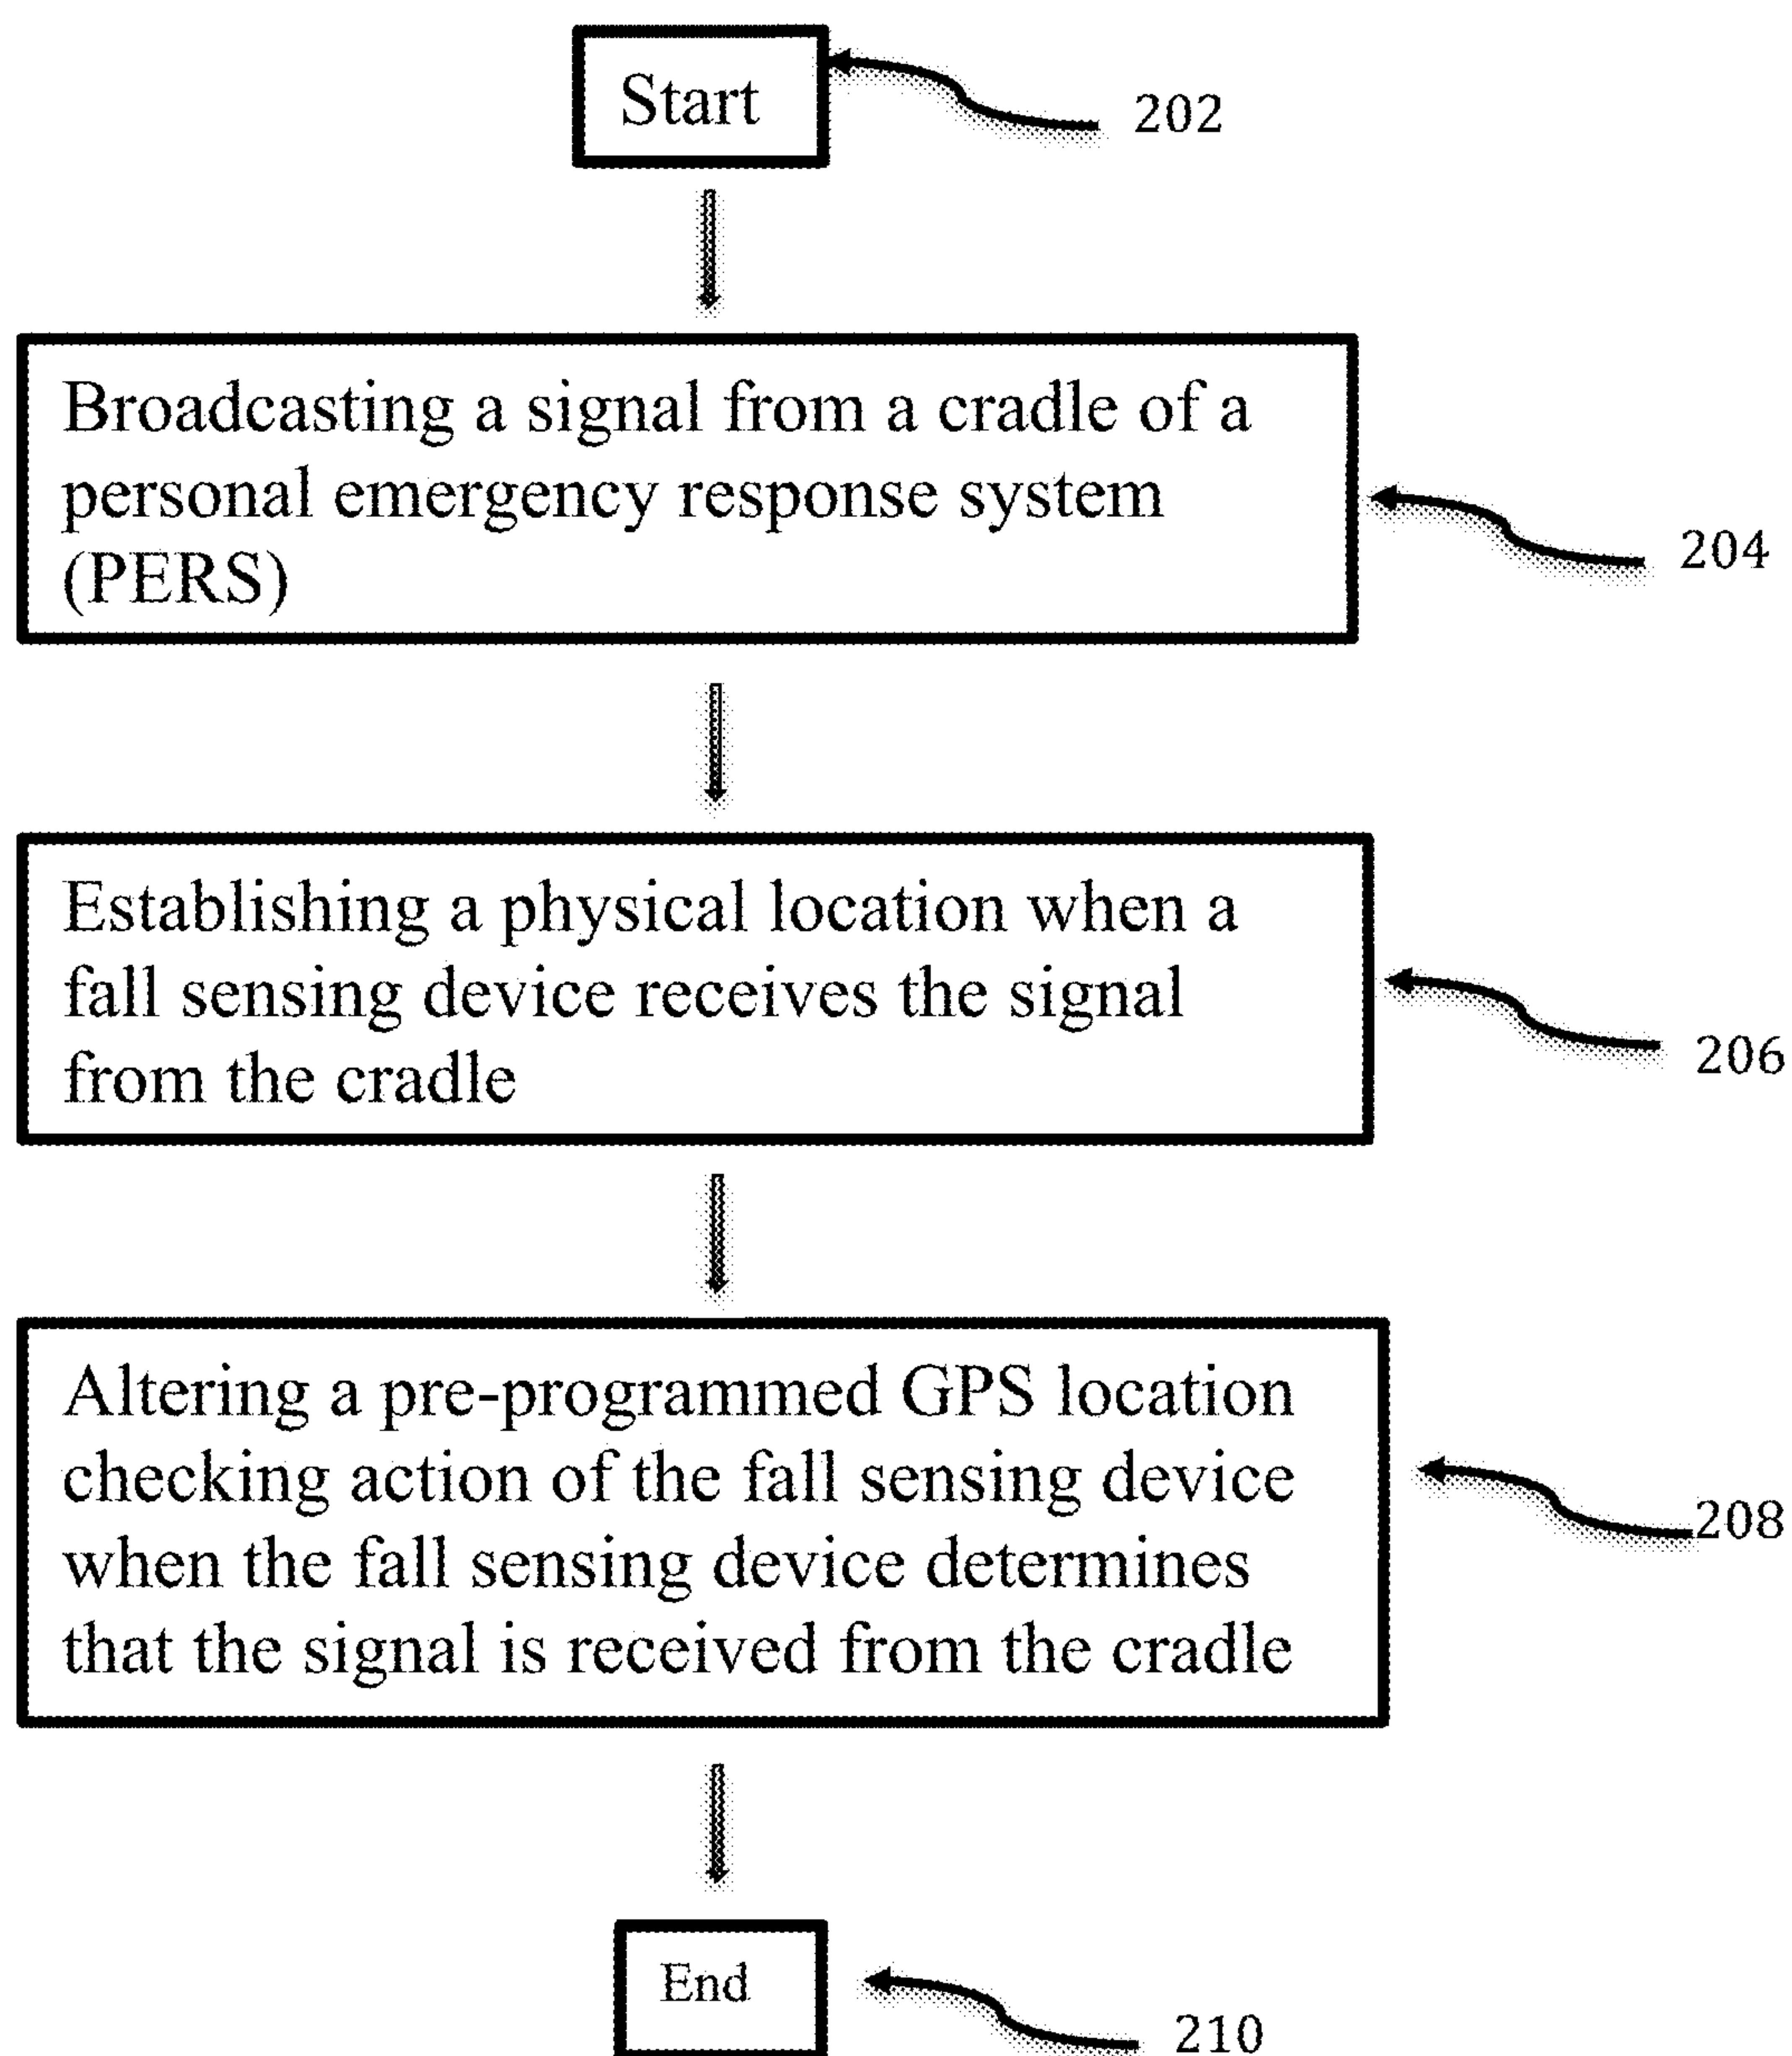 Start
202
Broadcasting a signal from a cradle of a
personal emergency response system
(PERS)
204
Establishing a physical location when a
fall sensing device receives the signal
from the cradle
206
Altering a pre-programmed GPS location
checking action of the fall sensing device
when the fall sensing device determines
that the signal is received from the cradle
208
End
210